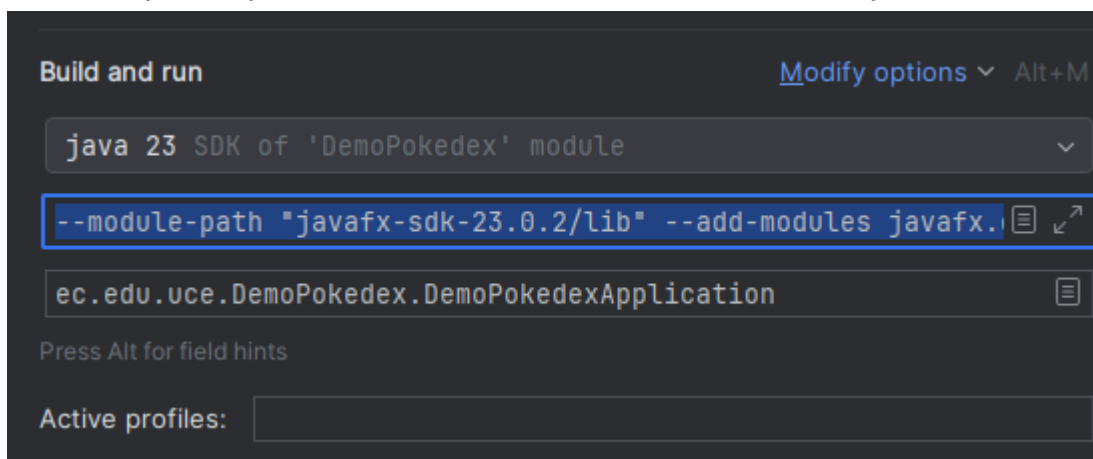 Build and run
Modify options Alt+M
java 23 SDK of 'DemoPokedex' module
--module-path "javafx-sdk-23.0.2/lib" --add-modules javafx.
ec.edu.uce.DemoPokedex.DemoPokedexApplication
Press Alt for field hints
Active profiles: